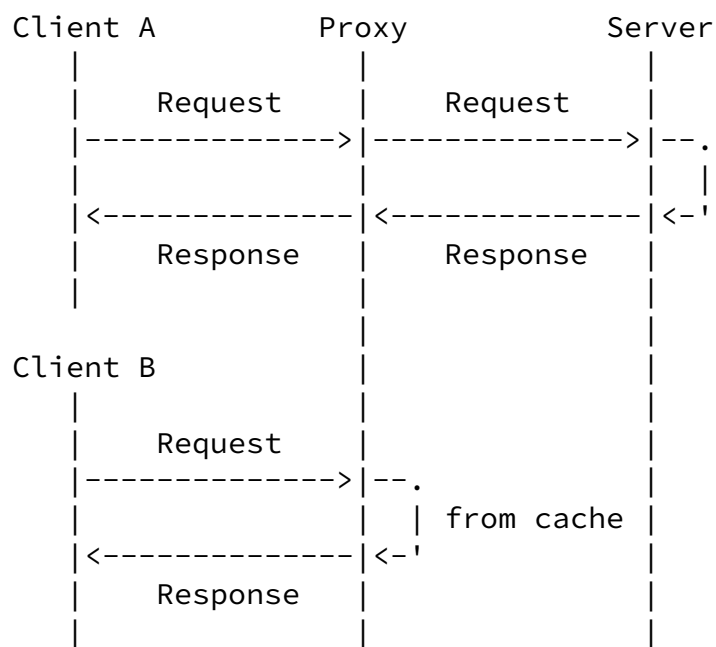 Client A Proxy Server
Request Request
Response Response
Client B
Request
from cache
Response